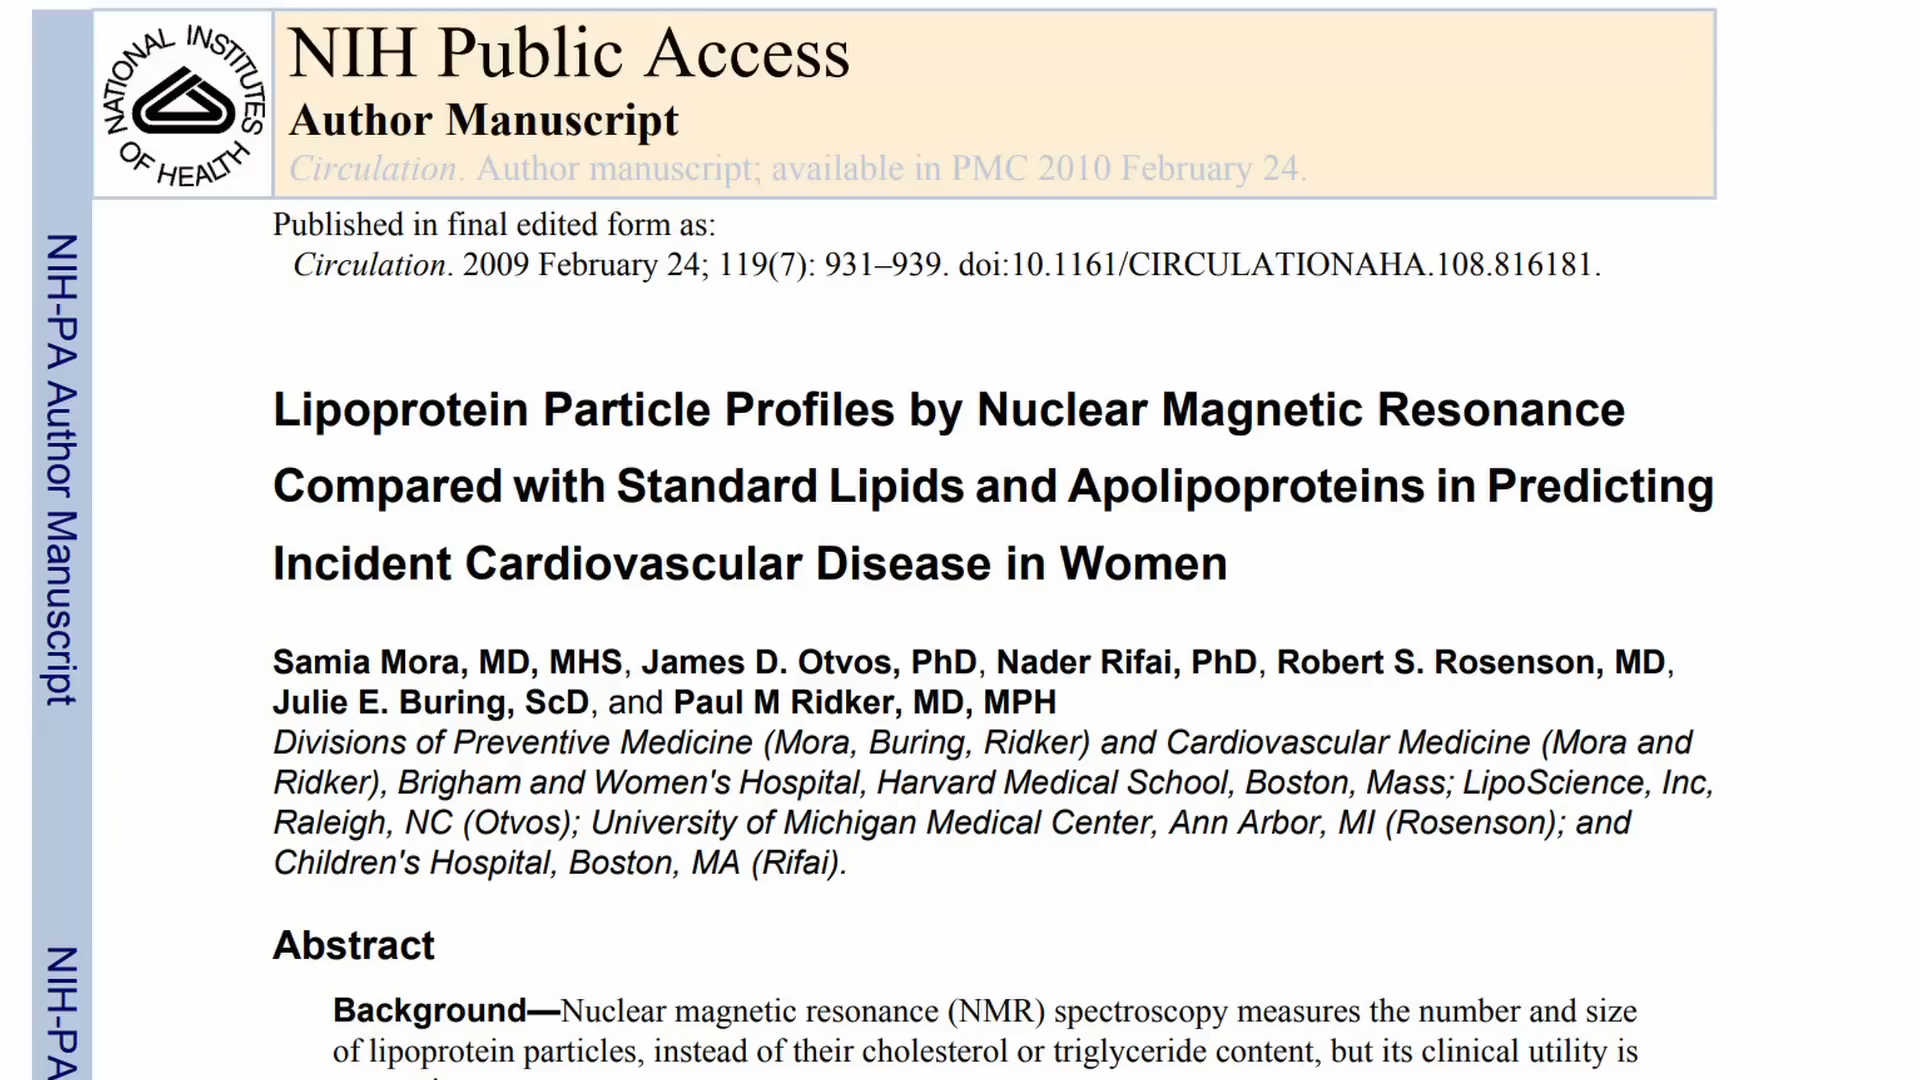 NATIONAL INSTITUTES OF HEALTH
NIH Public Access
Author Manuscript
Circulation. Author manuscript; available in PMC 2010 February 24.
Published in final edited form as:
Circulation. 2009 February 24; 119(7): 931–939. doi:10.1161/CIRCULATIONAHA.108.816181.
NIH-PA Author Manuscript
Lipoprotein Particle Profiles by Nuclear Magnetic Resonance
Compared with Standard Lipids and Apolipoproteins in Predicting
Incident Cardiovascular Disease in Women
Samia Mora, MD, MHS, James D. Otvos, PhD, Nader Rifai, PhD, Robert S. Rosenson, MD,
Julie E. Buring, ScD, and Paul M Ridker, MD, MPH
Divisions of Preventive Medicine (Mora, Buring, Ridker) and Cardiovascular Medicine (Mora and
Ridker), Brigham and Women's Hospital, Harvard Medical School, Boston, Mass; LipoScience, Inc,
Raleigh, NC (Otvos); University of Michigan Medical Center, Ann Arbor, MI (Rosenson); and
Children's Hospital, Boston, MA (Rifai).
Abstract
Background—Nuclear magnetic resonance (NMR) spectroscopy measures the number and size
of lipoprotein particles, instead of their cholesterol or triglyceride content, but its clinical utility is
NIH-PA